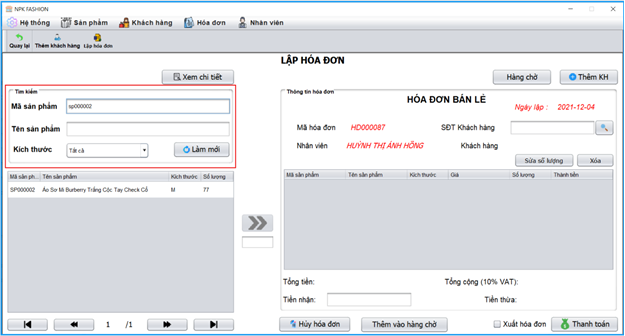 NPK FASHION
Hệ thống Sản phẩm Khách hàng Hóa đơn Nhân viên
Quay lại Thêm khách hàng Lập hóa đơn
LẬP HÓA ĐƠN
Xem chi tiết
Hàng chờ Thêm KH
Tìm kiếm
Mã sản phẩm sp000002
Tên sản phẩm
Kích thước Tất cả Làm mới
Mã sản ph... Tên sản phẩm Kích thước Số lượng
SP000002 Áo Sơ Mi Burberry Trắng Cộc Tay Check Cổ M 77
1 /1
Thông tin hóa đơn
HÓA ĐƠN BÁN LẺ
Ngày lập : 2021-12-04
Mã hóa đơn HD000087 SĐT Khách hàng
Nhân viên HUỲNH THỊ ÁNH HỒNG Khách hàng
Sửa số lượng Xóa
Mã sản phẩm Tên sản phẩm Kích thước Giá Số lượng Thành tiền
Tổng tiền: Tổng cộng (10% VAT):
Tiền nhận: Tiền thừa:
Hủy hóa đơn Thêm vào hàng chờ Xuất hóa đơn Thanh toán